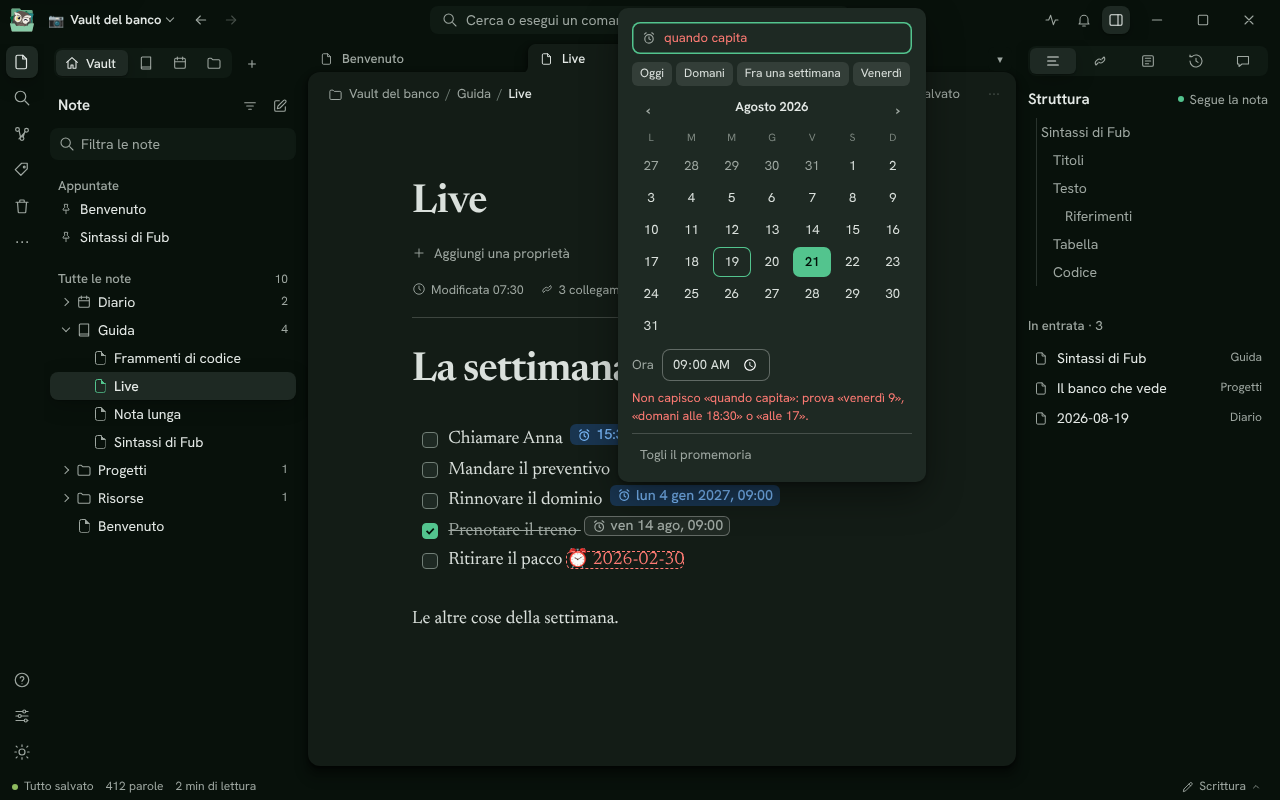 Vault del banco
Cerca o esegui un coma
quando capita
Oggi
Domani
Fra una settimana
Venerdì
Vault
Benvenuto
Live
Vault del banco / Guida / Live
alvato
Agosto 2026
L M M G V S D
27 28 29 30 31 1 2
3 4 5 6 7 8 9
10 11 12 13 14 15 16
17 18 19 20 21 22 23
24 25 26 27 28 29 30
31
Ora 09:00 AM
Non capisco «quando capita»: prova «venerdì 9»,
«domani alle 18:30» o «alle 17».
Togli il promemoria
Note
Filtra le note
Appuntate
Benvenuto
Sintassi di Fub
Tutte le note 10
Diario 2
Guida 4
Frammenti di codice
Live
Nota lunga
Sintassi di Fub
Progetti 1
Risorse 1
Benvenuto
Live
Aggiungi una proprietà
Modificata 07:30
3 collegam
La settimana
Chiamare Anna 15:3
Mandare il preventivo
Rinnovare il dominio lun 4 gen 2027, 09:00
Prenotare il treno ven 14 ago, 09:00
Ritirare il pacco ⏰ 2026-02-30
Le altre cose della settimana.
Struttura
Segue la nota
Sintassi di Fub
Titoli
Testo
Riferimenti
Tabella
Codice
In entrata · 3
Sintassi di Fub Guida
Il banco che vede Progetti
2026-08-19 Diario
Tutto salvato
412 parole
2 min di lettura
Scrittura